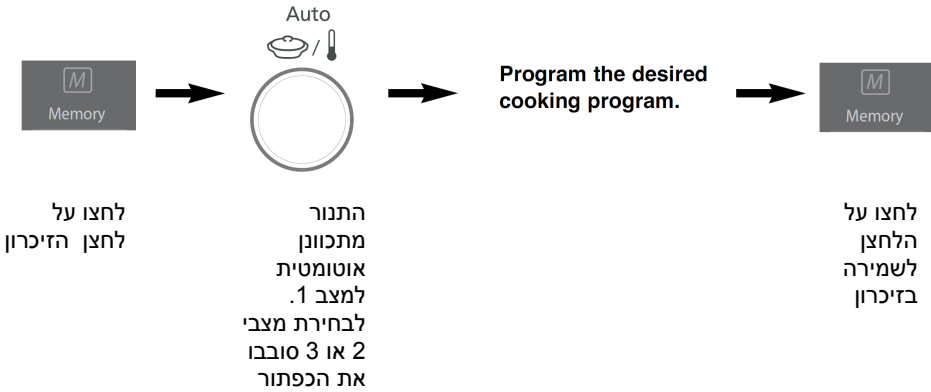 Auto
/
M
Memory
Program the desired
cooking program.
M
Memory
לחצו על
לחצן הזיכרון
התנור
מתכוונן
אוטומטית
למצב 1.
לבחירת מצבי
2 או 3 סובבו
את הכפתור
לחצו על
הלחצן
לשמירה
בזיכרון